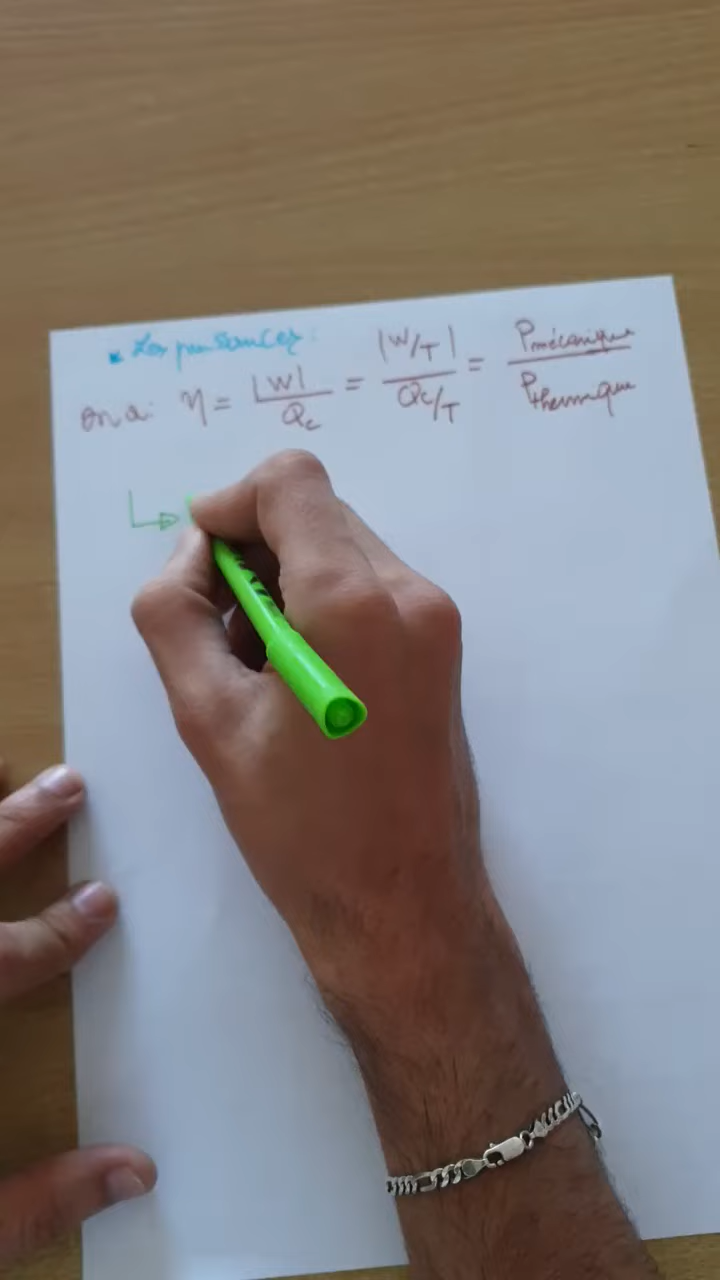 • Les puissances :
on a : η = |W| / Qc = |W/T| / Qc/T = Pmécanique / Pthermique